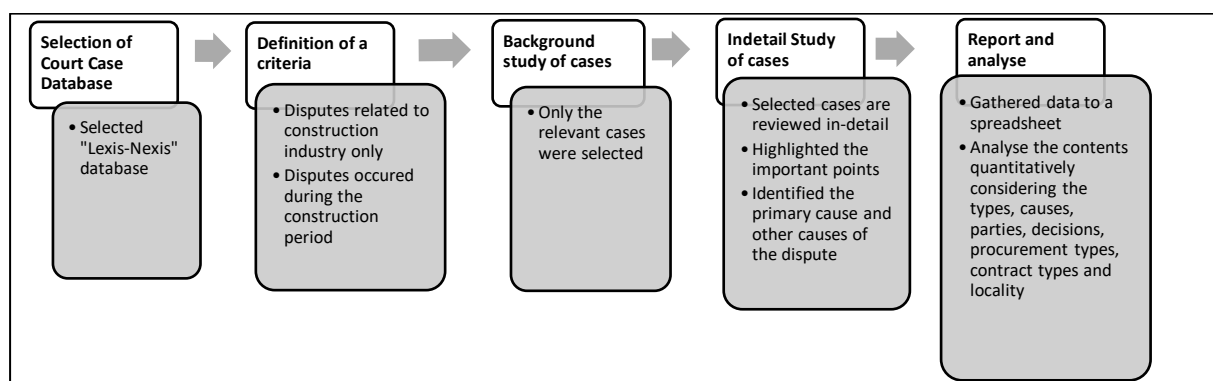 Selection of
Court Case
Database
• Selected
"Lexis-Nexis"
database
Definition of a
criteria
• Disputes related to
construction
industry only
• Disputes occured
during the
construction
period
Background
study of cases
• Only the
relevant cases
were selected
Indetail Study
of cases
• Selected cases are
reviewed in-detail
• Highlighted the
important points
• Identified the
primary cause and
other causes of
the dispute
Report and
analyse
• Gathered data to a
spreadsheet
• Analyse the contents
quantitatively
considering the
types, causes,
parties, decisions,
procurement types,
contract types and
locality